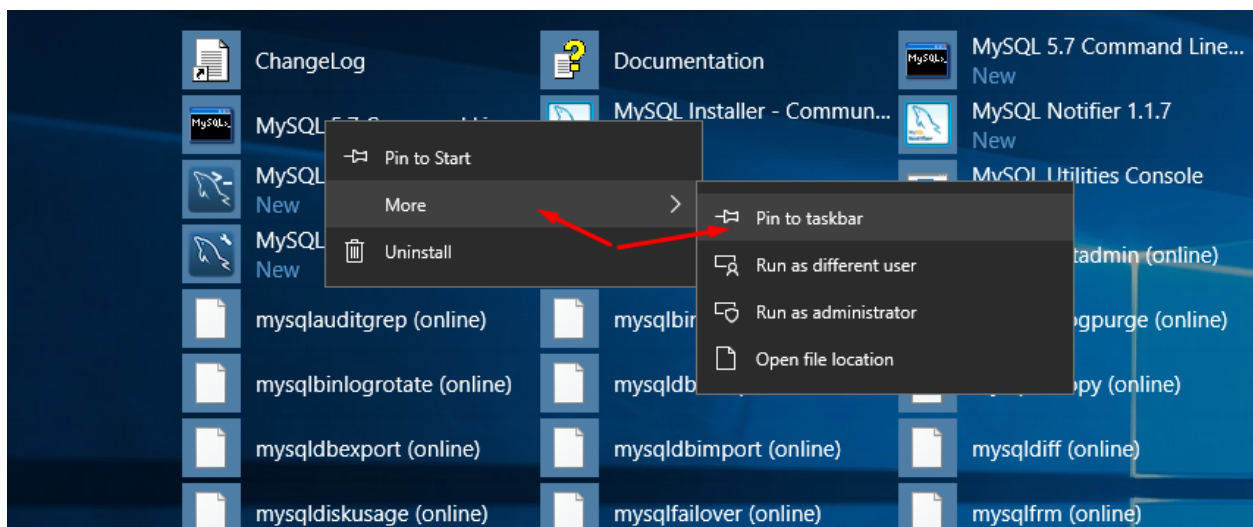 ChangeLog
Documentation
MySQL 5.7 Command Line...
New
MySQL
MySQL Installer - Commun...
MySQL Notifier 1.1.7
New
Pin to Start
MySQL
New
More
MySQL Utilities Console
Pin to taskbar
MySQL
New
Uninstall
tadmin (online)
Run as different user
mysqlauditgrep (online)
mysqlbin
Run as administrator
gpurge (online)
Open file location
mysqlbinlogrotate (online)
mysqldb
py (online)
mysqldbexport (online)
mysqldbimport (online)
mysqldiff (online)
mysqldiskusage (online)
mysqlfailover (online)
mysqlfrm (online)